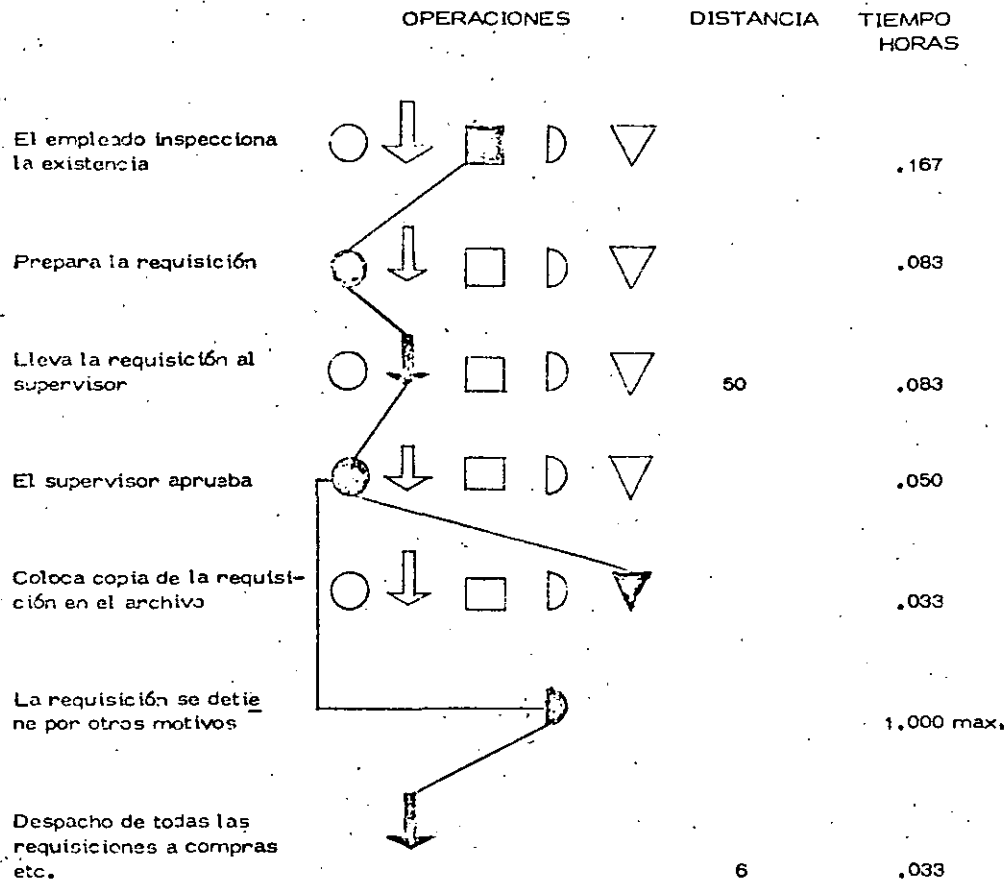 OPERACIONES DISTANCIA TIEMPO
HORAS
El empleado inspecciona
la existencia
.167
Prepara la requisición .083
Lleva la requisición al
supervisor 50 .083
El supervisor aprueba .050
Coloca copia de la requisi-
ción en el archivo .033
La requisición se detie
ne por otros motivos 1.000 max.
Despacho de todas las
requisiciones a compras
etc. 6 .033